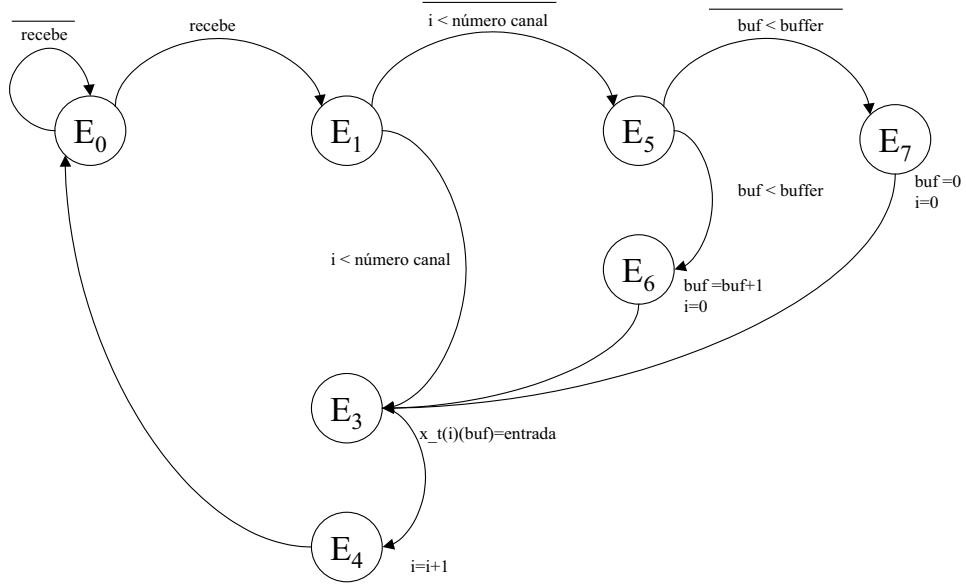 recebe
recebe
i < número canal
buf < buffer
E0
E1
E5
E7
buf < buffer
buf =0
i=0
i < número canal
E6
buf =buf+1
i=0
E3
x_t(i)(buf)=entrada
E4
i=i+1